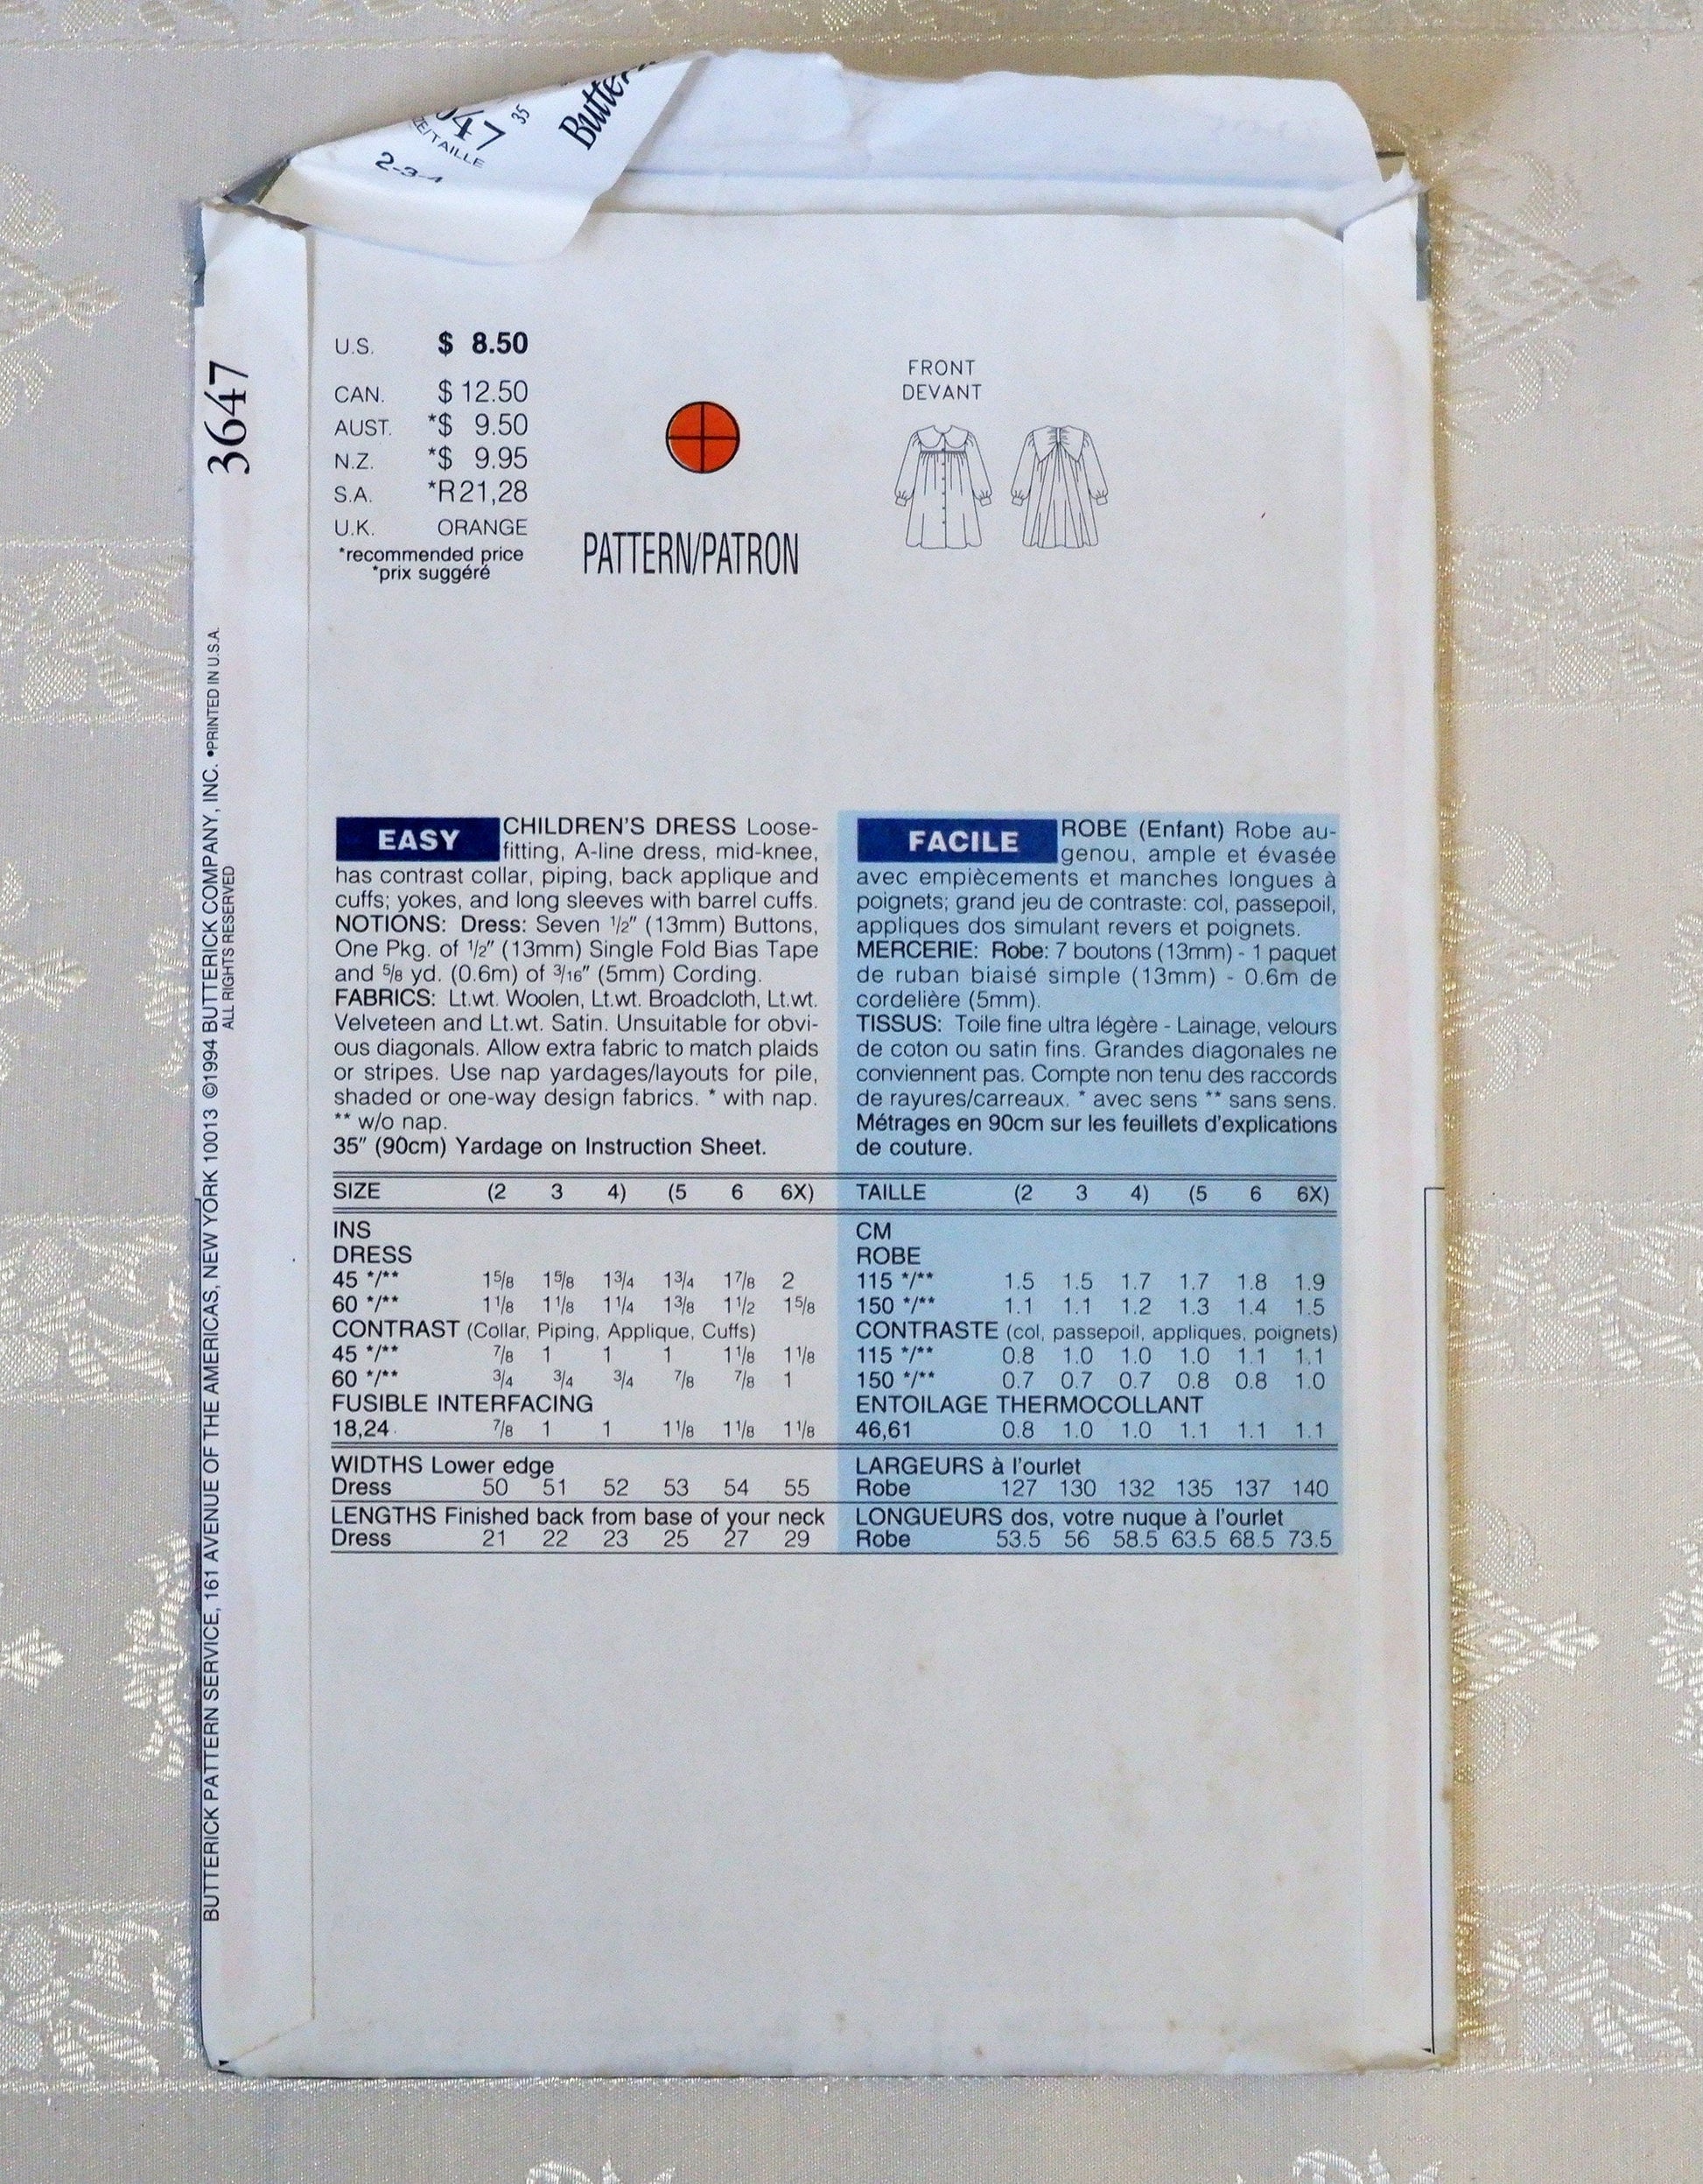 047 35
ZE/TAILLE
2-3-4
3647
U.S. $ 8.50
CAN. $ 12.50
AUST. *$ 9.50
N.Z. *$ 9.95
S.A. *R21,28
U.K. ORANGE
*recommended price
*prix suggéré
PATTERN/PATRON
FRONT
DEVANT
BUTTERICK PATTERN SERVICE, 161 AVENUE OF THE AMERICAS, NEW YORK 10013 ©1994 BUTTERICK COMPANY, INC. •PRINTED IN U.S.A.
ALL RIGHTS RESERVED
EASY CHILDREN'S DRESS Loose-
fitting, A-line dress, mid-knee,
has contrast collar, piping, back applique and
cuffs; yokes, and long sleeves with barrel cuffs.
NOTIONS: Dress: Seven 1/2" (13mm) Buttons,
One Pkg. of 1/2" (13mm) Single Fold Bias Tape
and 5/8 yd. (0.6m) of 3/16" (5mm) Cording.
FABRICS: Lt.wt. Woolen, Lt.wt. Broadcloth, Lt.wt.
Velveteen and Lt.wt. Satin. Unsuitable for obvi-
ous diagonals. Allow extra fabric to match plaids
or stripes. Use nap yardages/layouts for pile,
shaded or one-way design fabrics. * with nap.
** w/o nap.
35" (90cm) Yardage on Instruction Sheet.
SIZE (2 3 4) (5 6 6X)
INS
DRESS
45 */** 1 5/8 1 5/8 1 3/4 1 3/4 1 7/8 2
60 */** 1 1/8 1 1/8 1 1/4 1 3/8 1 1/2 1 5/8
CONTRAST (Collar, Piping, Applique, Cuffs)
45 */** 7/8 1 1 1 1 1/8 1 1/8
60 */** 3/4 3/4 3/4 7/8 7/8 1
FUSIBLE INTERFACING
18,24 7/8 1 1 1 1/8 1 1/8 1 1/8
WIDTHS Lower edge
Dress 50 51 52 53 54 55
LENGTHS Finished back from base of your neck
Dress 21 22 23 25 27 29
FACILE ROBE (Enfant) Robe au-
genou, ample et évasée
avec empiècements et manches longues à
poignets; grand jeu de contraste: col, passepoil,
appliques dos simulant revers et poignets.
MERCERIE: Robe: 7 boutons (13mm) - 1 paquet
de ruban biaisé simple (13mm) - 0.6m de
cordelière (5mm).
TISSUS: Toile fine ultra légère - Lainage, velours
de coton ou satin fins. Grandes diagonales ne
conviennent pas. Compte non tenu des raccords
de rayures/carreaux. * avec sens ** sans sens.
Métrages en 90cm sur les feuillets d'explications
de couture.
TAILLE (2 3 4) (5 6 6X)
CM
ROBE
115 */** 1.5 1.5 1.7 1.7 1.8 1.9
150 */** 1.1 1.1 1.2 1.3 1.4 1.5
CONTRASTE (col, passepoil, appliques, poignets)
115 */** 0.8 1.0 1.0 1.0 1.1 1.1
150 */** 0.7 0.7 0.7 0.8 0.8 1.0
ENTOILAGE THERMOCOLLANT
46,61 0.8 1.0 1.0 1.1 1.1 1.1
LARGEURS à l'ourlet
Robe 127 130 132 135 137 140
LONGUEURS dos, votre nuque à l'ourlet
Robe 53.5 56 58.5 63.5 68.5 73.5